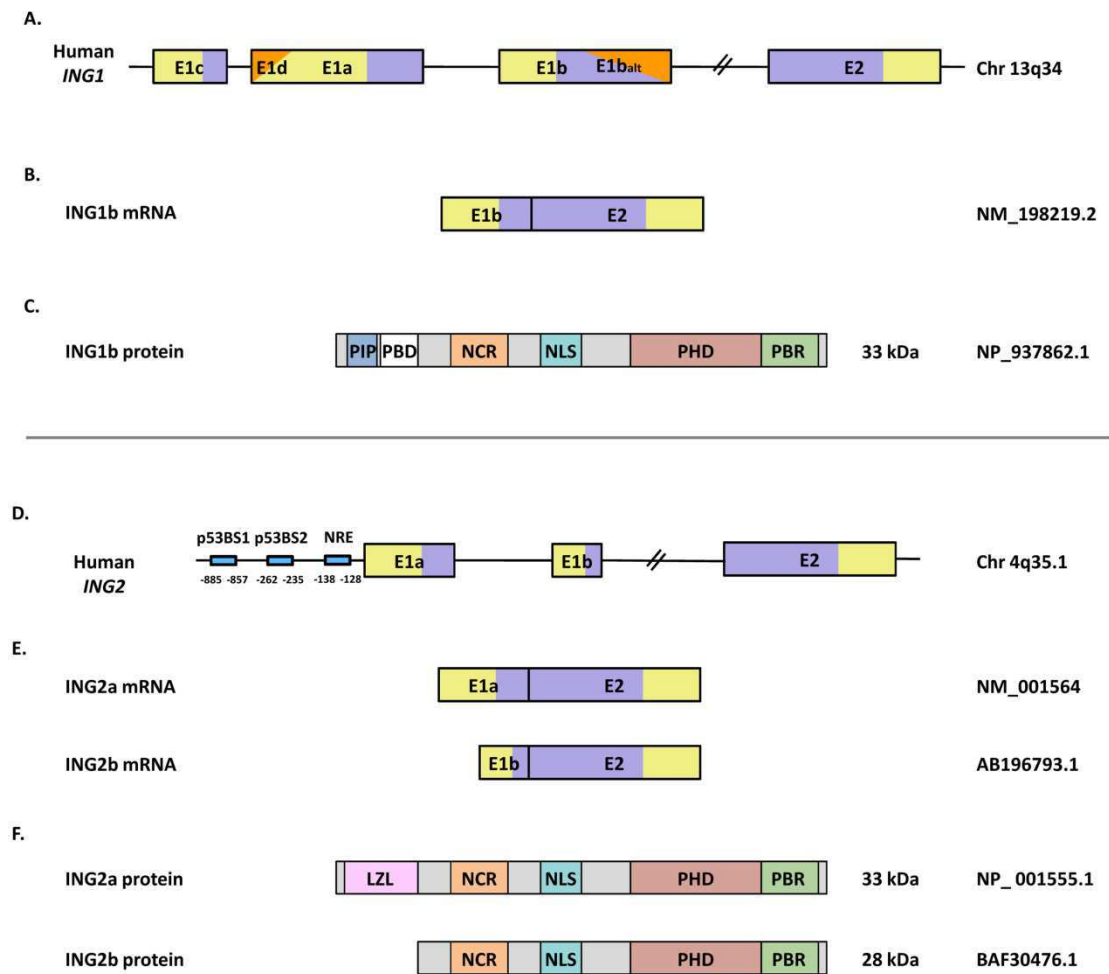 A.
Human
ING1
E1c E1d E1a E1b E1balt E2 Chr 13q34
B.
ING1b mRNA E1b E2 NM_198219.2
C.
ING1b protein PIP PBD NCR NLS PHD PBR 33 kDa NP_937862.1
D.
p53BS1 p53BS2 NRE
Human
ING2
E1a E1b E2 Chr 4q35.1
-885 -857 -262 -235 -138 -128
E.
ING2a mRNA E1a E2 NM_001564
ING2b mRNA E1b E2 AB196793.1
F.
ING2a protein LZL NCR NLS PHD PBR 33 kDa NP_ 001555.1
ING2b protein NCR NLS PHD PBR 28 kDa BAF30476.1